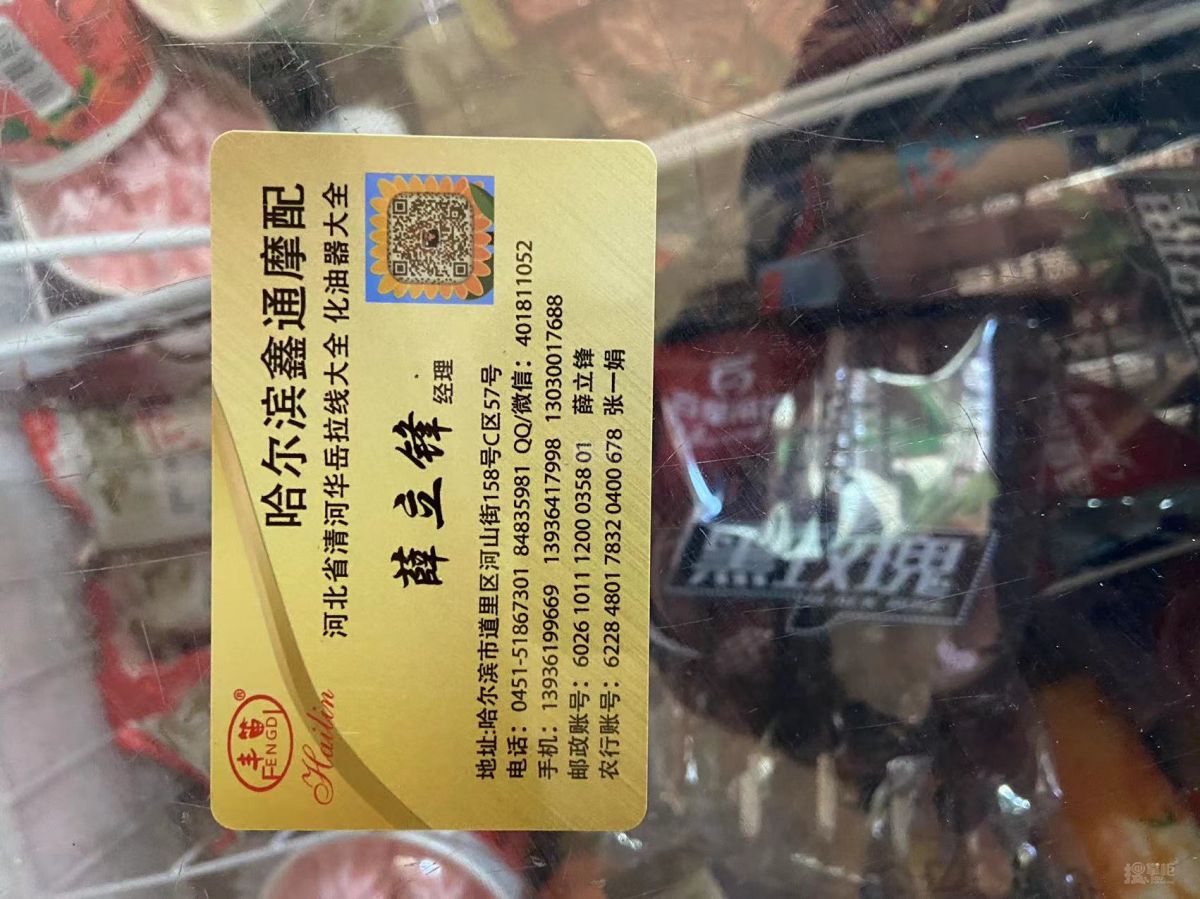 丰笛®
FENGDI
Hailin
哈尔滨鑫通摩配
河北省清河华岳拉线大全 化油器大全
薛立锋 经理
地址:哈尔滨市道里区河山街158号C区57号
电话：0451-51867301 84835981 QQ/微信：401811052
手机：13936199669 13936417998 13030017688
邮政账号：6026 1011 1200 0358 01 薛立锋
农行账号：6228 4801 7832 0400 678 张一娟
黑玫瑰